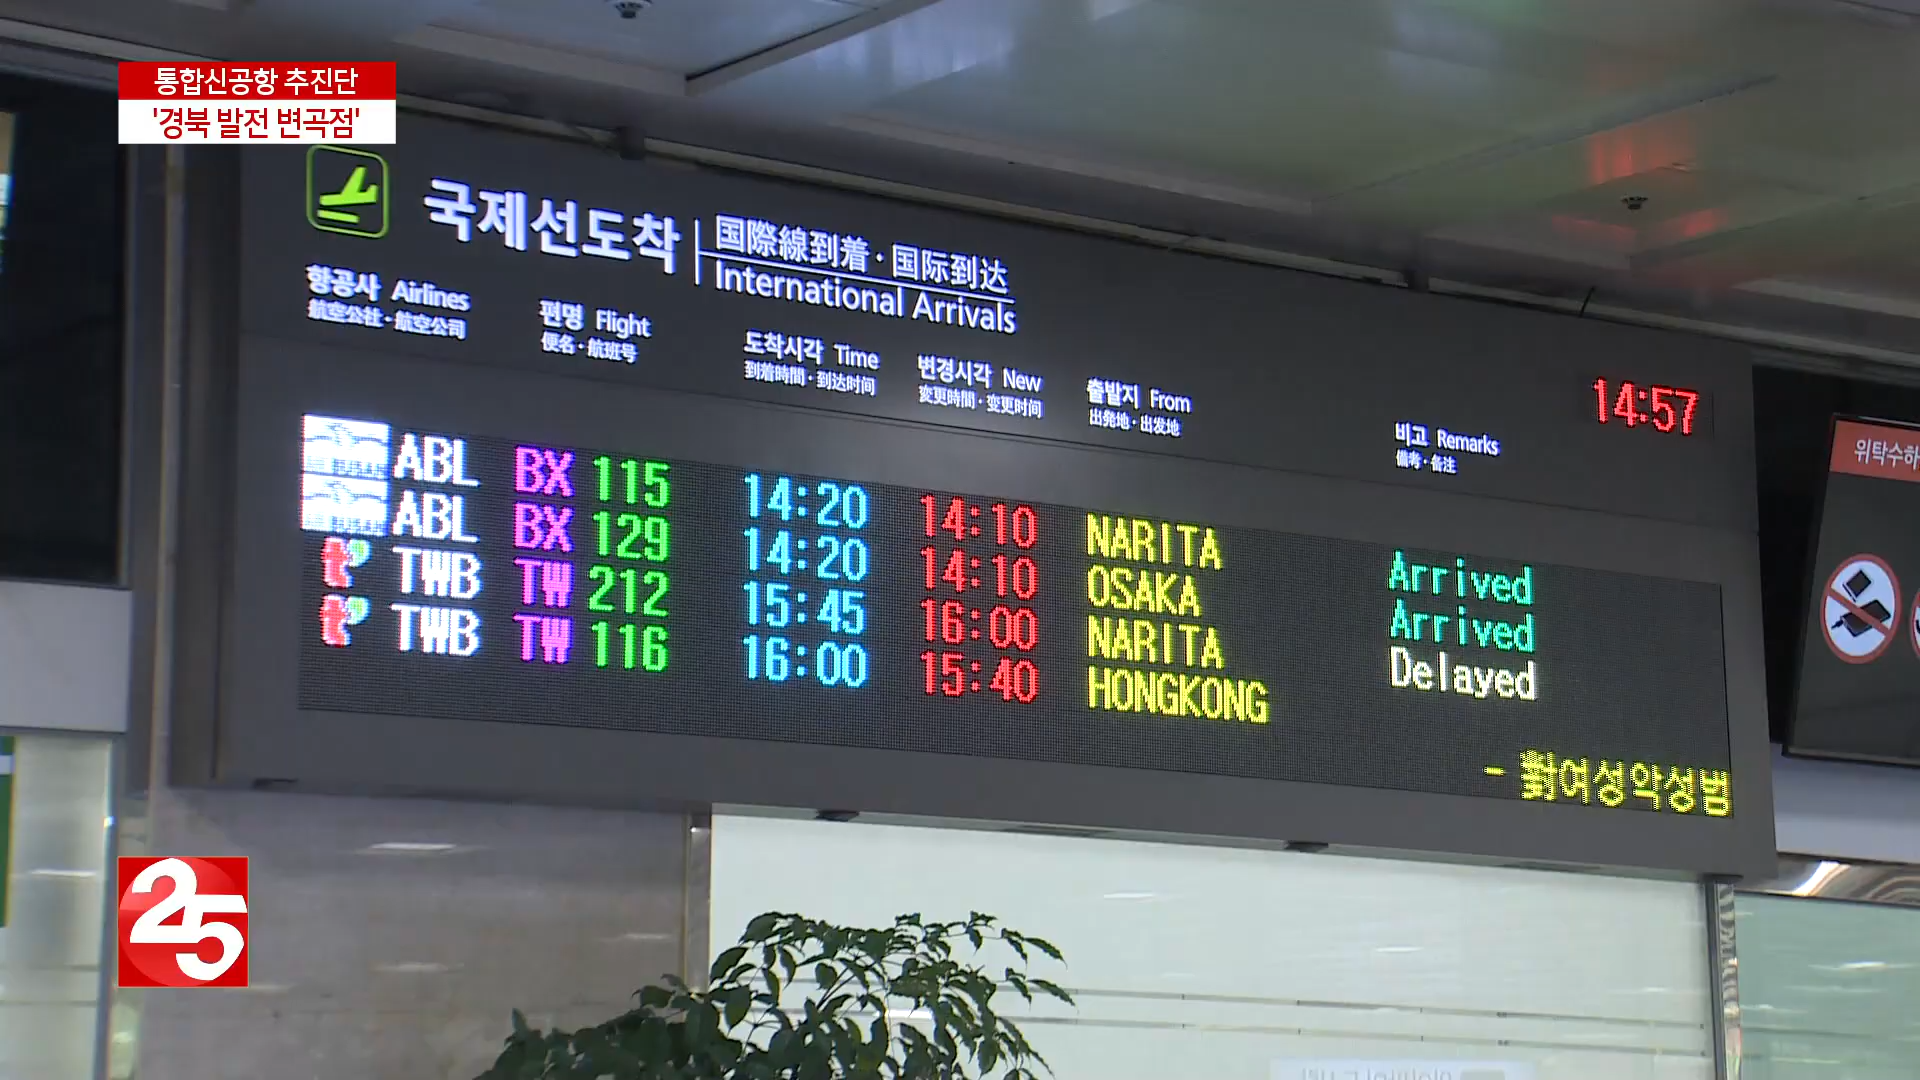 통합신공항 추진단
'경북 발전 변곡점'
국제선도착
国際線到着·国际到达
International Arrivals
항공사 Airlines
航空公社·航空公司
편명 Flight
便名·航班号
도착시각 Time
到着時間·到达时间
변경시각 New
変更時間·变更时间
출발지 From
出発地·出发地
비고 Remarks
備考·备注
14:57
ABL BX 115 14:20 14:10 NARITA Arrived
ABL BX 129 14:20 14:10 OSAKA Arrived
t' TWB TW 212 15:45 16:00 NARITA Delayed
t' TWB TW 116 16:00 15:40 HONGKONG
- 對여성악성범
위탁수하
25